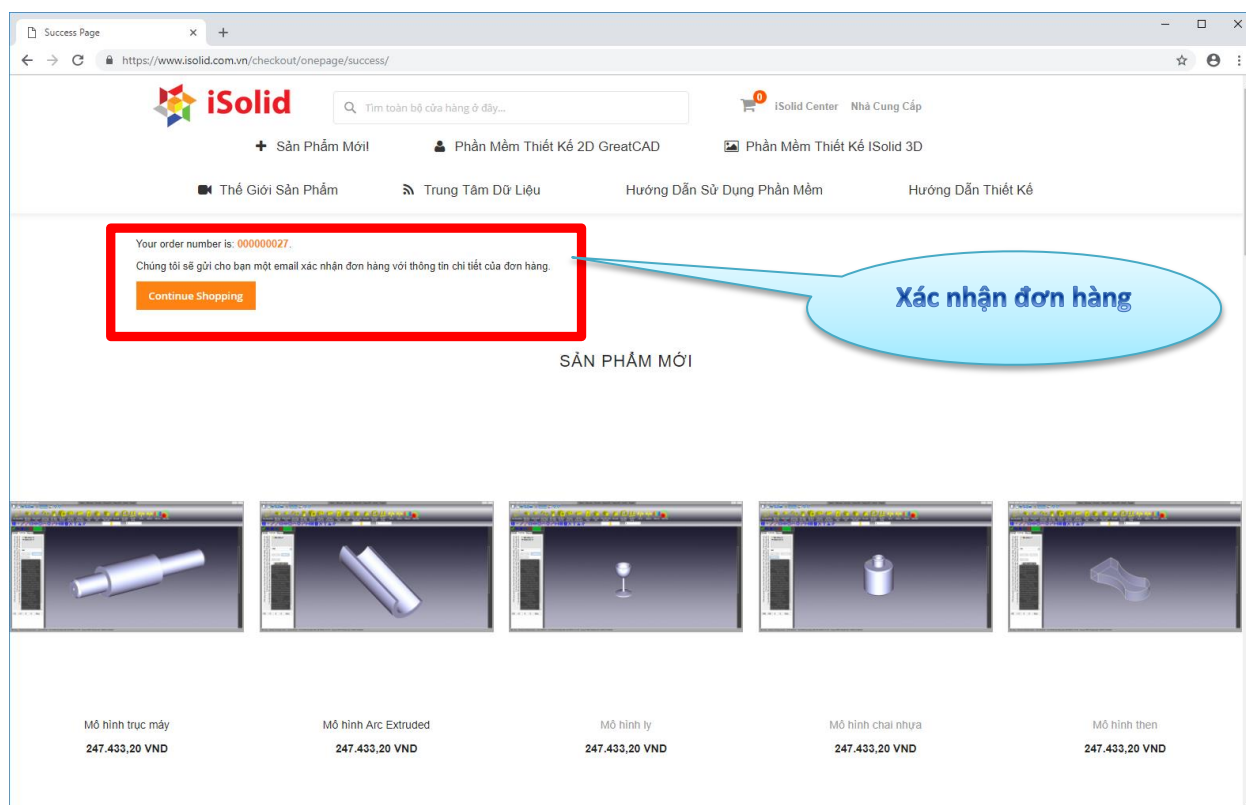 Success Page
https://www.isolid.com.vn/checkout/onepage/success/
iSolid
Tìm toàn bộ cửa hàng ở đây...
0
iSolid Center Nhà Cung Cấp
Sản Phẩm Mới! Phần Mềm Thiết Kế 2D GreatCAD Phần Mềm Thiết Kế ISolid 3D
Thế Giới Sản Phẩm Trung Tâm Dữ Liệu Hướng Dẫn Sử Dụng Phần Mềm Hướng Dẫn Thiết Kế
Your order number is: 000000027.
Chúng tôi sẽ gửi cho bạn một email xác nhận đơn hàng với thông tin chi tiết của đơn hàng.
Continue Shopping
Xác nhận đơn hàng
SẢN PHẨM MỚI
Mô hình trục máy Mô hình Arc Extruded Mô hình ly Mô hình chai nhựa Mô hình then
247.433,20 VND 247.433,20 VND 247.433,20 VND 247.433,20 VND 247.433,20 VND